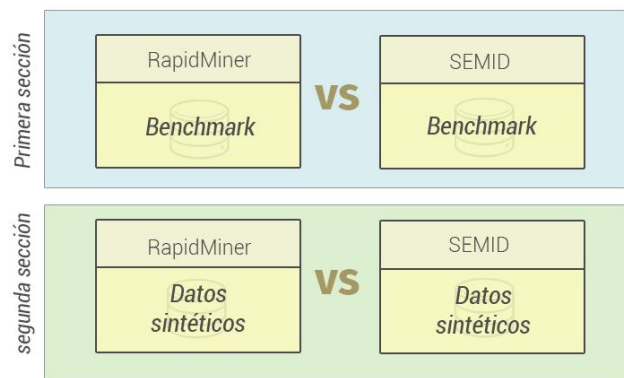 Primera sección
RapidMiner
Benchmark
VS
SEMID
Benchmark
segunda sección
RapidMiner
Datos
sintéticos
VS
SEMID
Datos
sintéticos